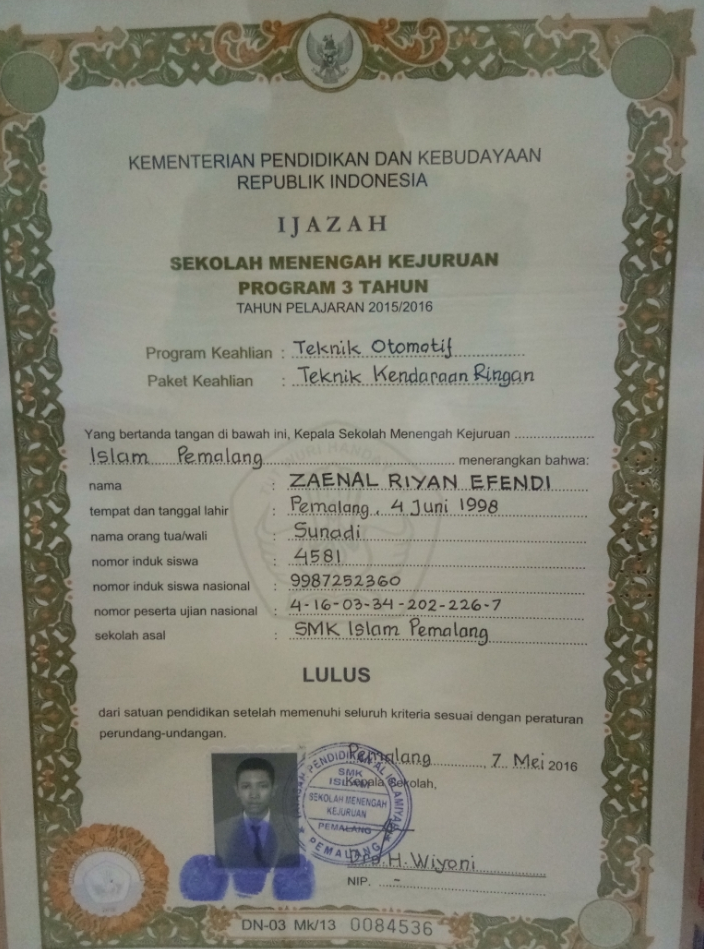 KEMENTERIAN PENDIDIKAN DAN KEBUDAYAAN
REPUBLIK INDONESIA
IJAZAH
SEKOLAH MENENGAH KEJURUAN
PROGRAM 3 TAHUN
TAHUN PELAJARAN 2015/2016
Program Keahlian : Teknik Otomotif
Paket Keahlian : Teknik Kendaraan Ringan
Yang bertanda tangan di bawah ini, Kepala Sekolah Menengah Kejuruan
Islam Pemalang menerangkan bahwa:
nama : ZAENAL RIYAN EFENDI
tempat dan tanggal lahir : Pemalang, 4 Juni 1998
nama orang tua/wali : Sunadi
nomor induk siswa : 4581
nomor induk siswa nasional : 9987252360
nomor peserta ujian nasional : 4-16-03-34-202-226-7
sekolah asal : SMK Islam Pemalang
LULUS
dari satuan pendidikan setelah memenuhi seluruh kriteria sesuai dengan peraturan
perundang-undangan.
Pemalang, 7 Mei 2016
Kepala Sekolah,
PENDIDIKAN AL ISLAMIYAH
SMK
ISLAM
SEKOLAH MENENGAH
KEJURUAN
PEMALANG
PEMALANG
Drs. H. Wiyoni
NIP. -
DN-03 Mk/13 0084536